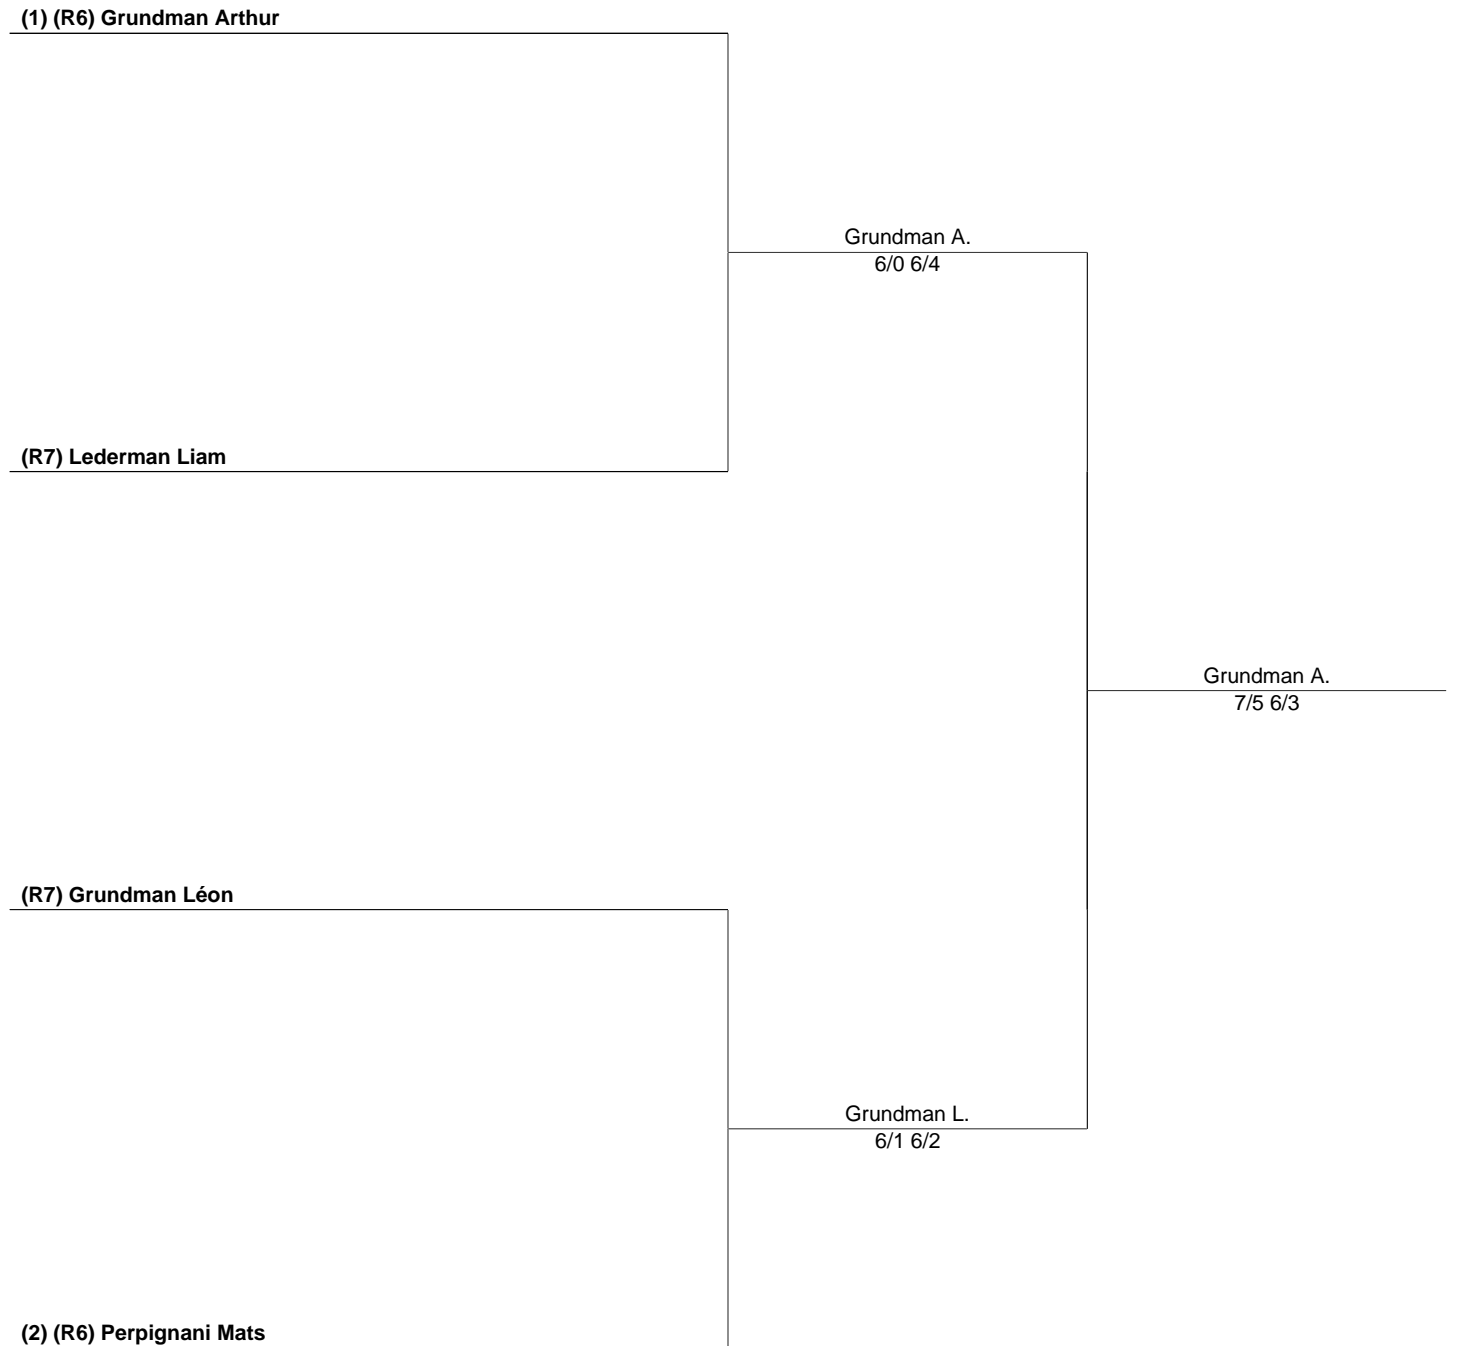 (1) (R6) Grundman Arthur
Grundman A.
6/0 6/4
(R7) Lederman Liam
Grundman A.
7/5 6/3
(R7) Grundman Léon
Grundman L.
6/1 6/2
(2) (R6) Perpignani Mats